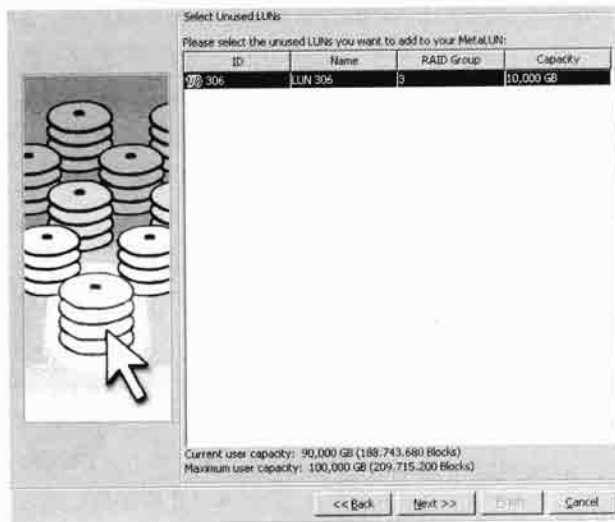 Select Unused LUNs
Please select the unused LUNs you want to add to your MetaLUN:
ID Name RAID Group Capacity
306 LUN 306 3 10,000 GB
Current user capacity: 90,000 GB (188.743.680 Blocks)
Maximum user capacity: 100,000 GB (209.715.200 Blocks)
<< Back Next >> Cancel